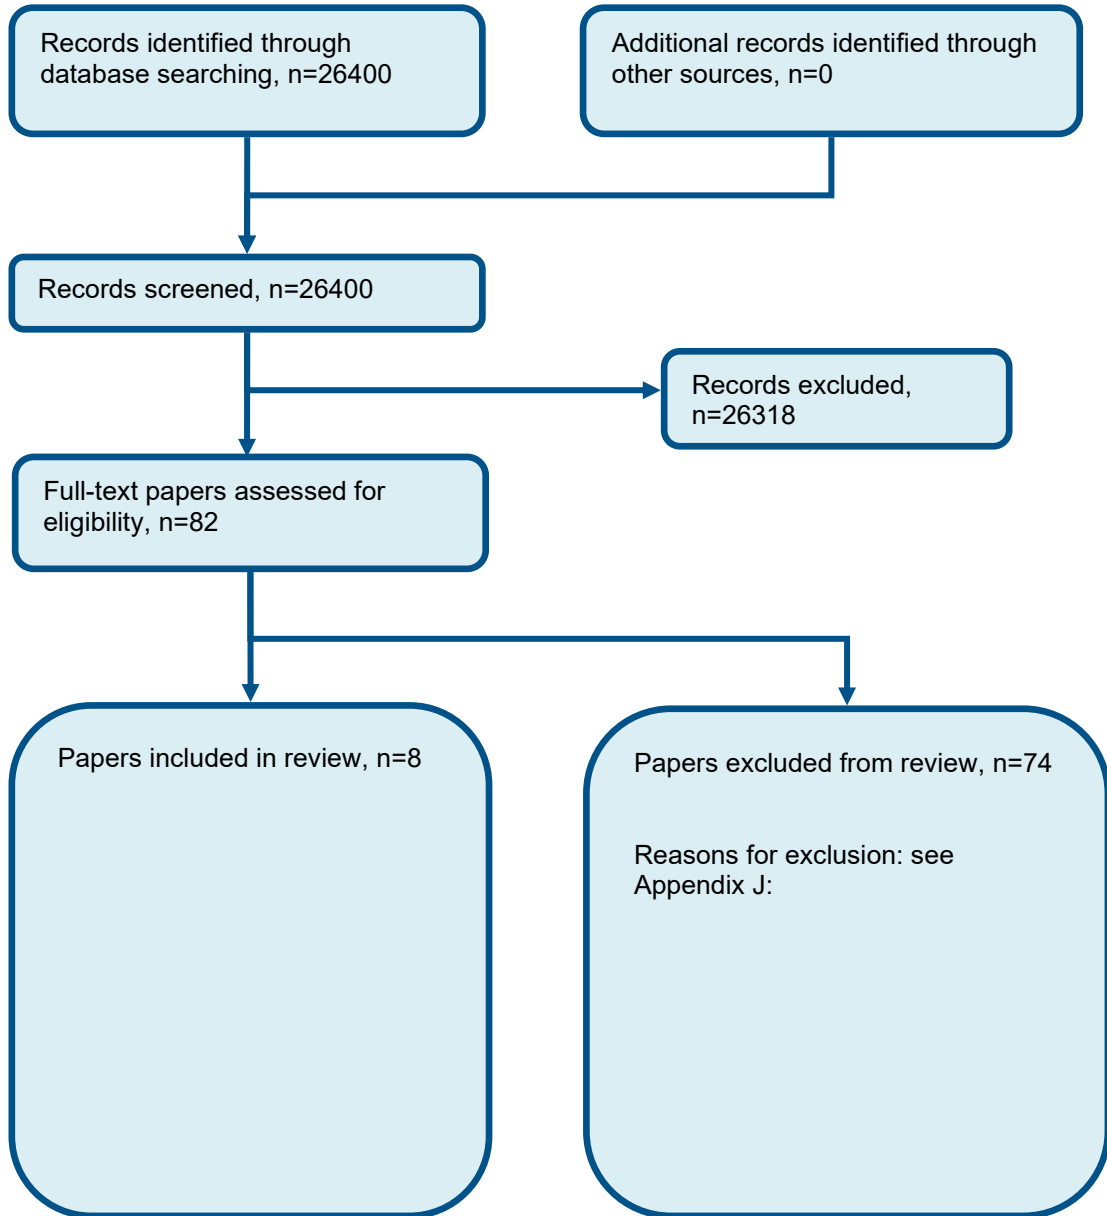 Records identified through
database searching, n=26400
Additional records identified through
other sources, n=0
Records screened, n=26400
Records excluded,
n=26318
Full-text papers assessed for
eligibility, n=82
Papers included in review, n=8
Papers excluded from review, n=74
Reasons for exclusion: see
Appendix J: